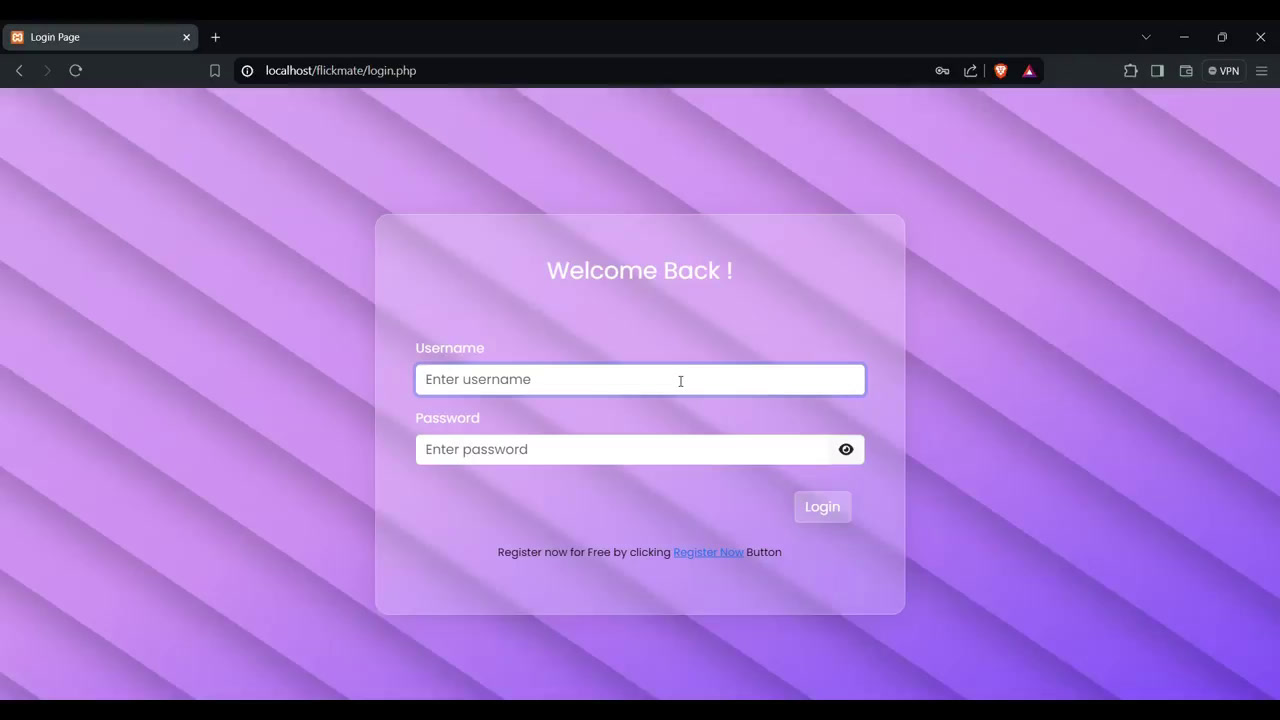 Login Page
localhost/flickmate/login.php
VPN
Welcome Back !
Username
Enter username
Password
Enter password
Login
Register now for Free by clicking Register Now Button